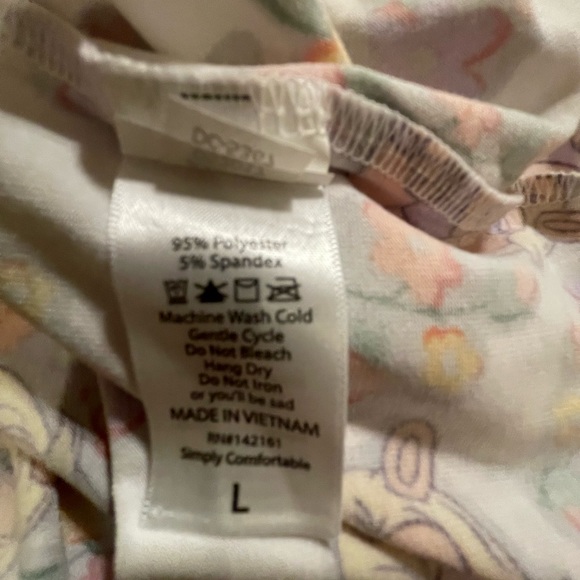 95% Polyester
5% Spandex
Machine Wash Cold
Gentle Cycle
Do Not Bleach
Hang Dry
Do Not Iron
or you'll be sad
MADE IN VIETNAM
RN#142161
Simply Comfortable
L